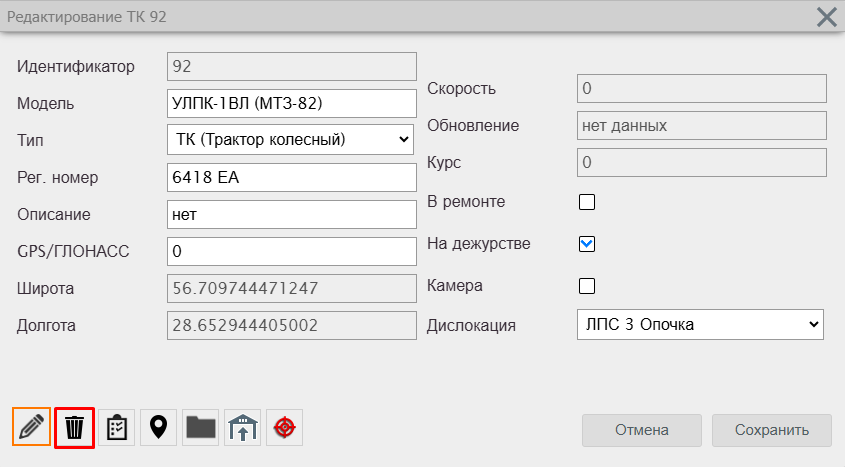 Редактирование ТК 92
Идентификатор 92
Модель УЛПК-1ВЛ (МТЗ-82)
Тип ТК (Трактор колесный)
Рег. номер 6418 ЕА
Описание нет
GPS/ГЛОНАСС 0
Широта 56.709744471247
Долгота 28.652944405002
Скорость 0
Обновление нет данных
Курс 0
В ремонте
На дежурстве
Камера
Дислокация ЛПС 3 Опочка
Отмена Сохранить